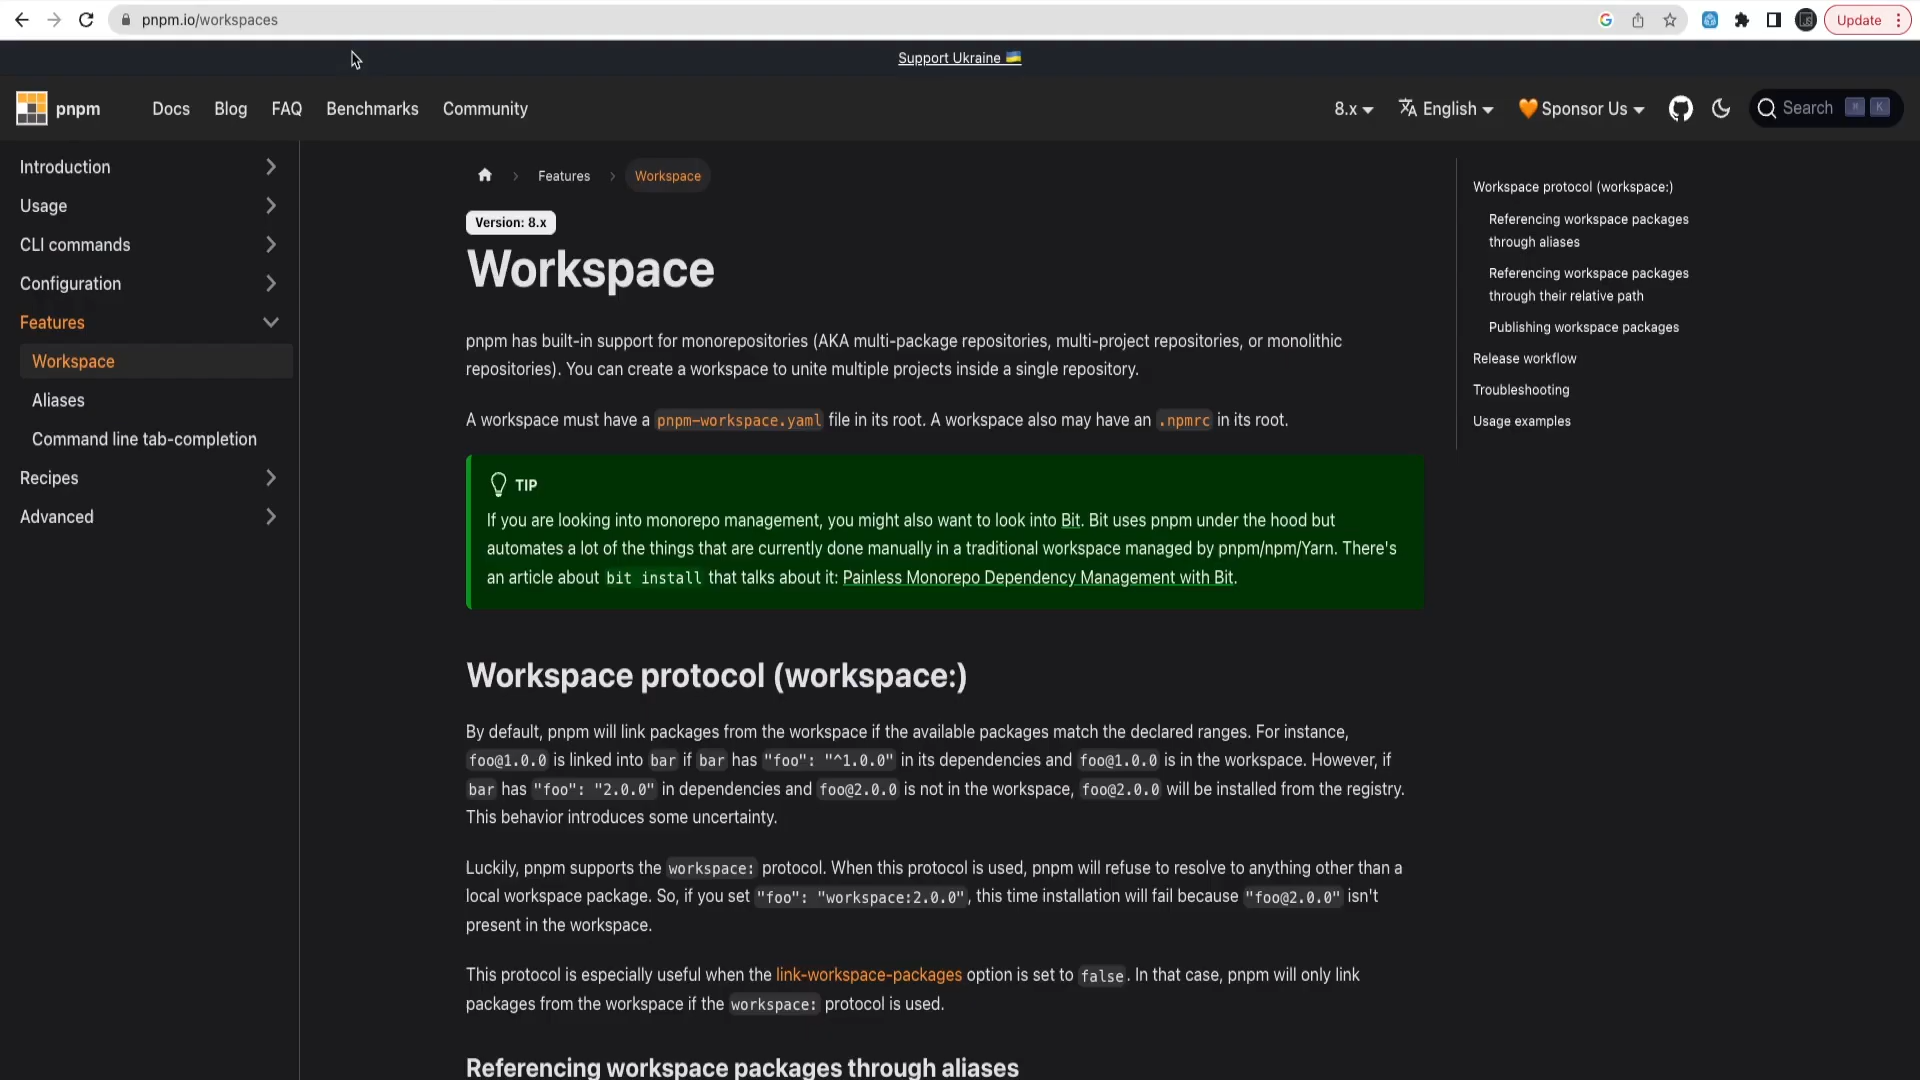 pnpm.io/workspaces
Update
Support Ukraine 🇺🇦
pnpm
Docs
Blog
FAQ
Benchmarks
Community
8.x
English
🧡 Sponsor Us
Search ⌘ K
Introduction
Usage
CLI commands
Configuration
Features
Workspace
Aliases
Command line tab-completion
Recipes
Advanced
Features
Workspace
Version: 8.x
Workspace
pnpm has built-in support for monorepositories (AKA multi-package repositories, multi-project repositories, or monolithic
repositories). You can create a workspace to unite multiple projects inside a single repository.
A workspace must have a pnpm-workspace.yaml file in its root. A workspace also may have an .npmrc in its root.
TIP
If you are looking into monorepo management, you might also want to look into Bit. Bit uses pnpm under the hood but
automates a lot of the things that are currently done manually in a traditional workspace managed by pnpm/npm/Yarn. There's
an article about bit install that talks about it: Painless Monorepo Dependency Management with Bit.
Workspace protocol (workspace:)
By default, pnpm will link packages from the workspace if the available packages match the declared ranges. For instance,
foo@1.0.0 is linked into bar if bar has "foo": "^1.0.0" in its dependencies and foo@1.0.0 is in the workspace. However, if
bar has "foo": "2.0.0" in dependencies and foo@2.0.0 is not in the workspace, foo@2.0.0 will be installed from the registry.
This behavior introduces some uncertainty.
Luckily, pnpm supports the workspace: protocol. When this protocol is used, pnpm will refuse to resolve to anything other than a
local workspace package. So, if you set "foo": "workspace:2.0.0", this time installation will fail because "foo@2.0.0" isn't
present in the workspace.
This protocol is especially useful when the link-workspace-packages option is set to false. In that case, pnpm will only link
packages from the workspace if the workspace: protocol is used.
Referencing workspace packages through aliases
Workspace protocol (workspace:)
Referencing workspace packages
through aliases
Referencing workspace packages
through their relative path
Publishing workspace packages
Release workflow
Troubleshooting
Usage examples